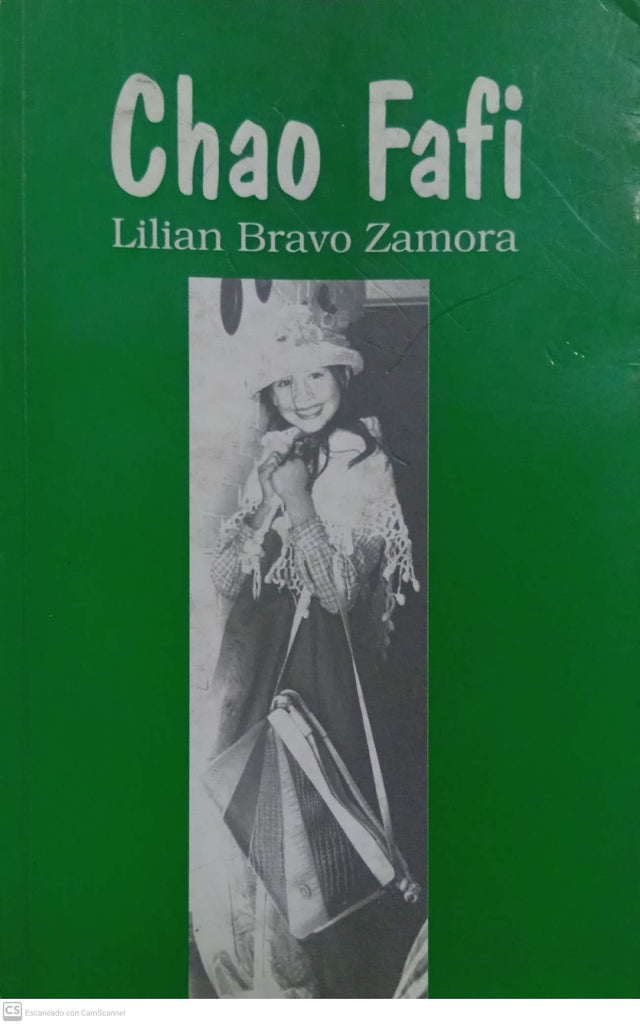 Chao Fafi
Lilian Bravo Zamora
CS Escaneado con CamScanner